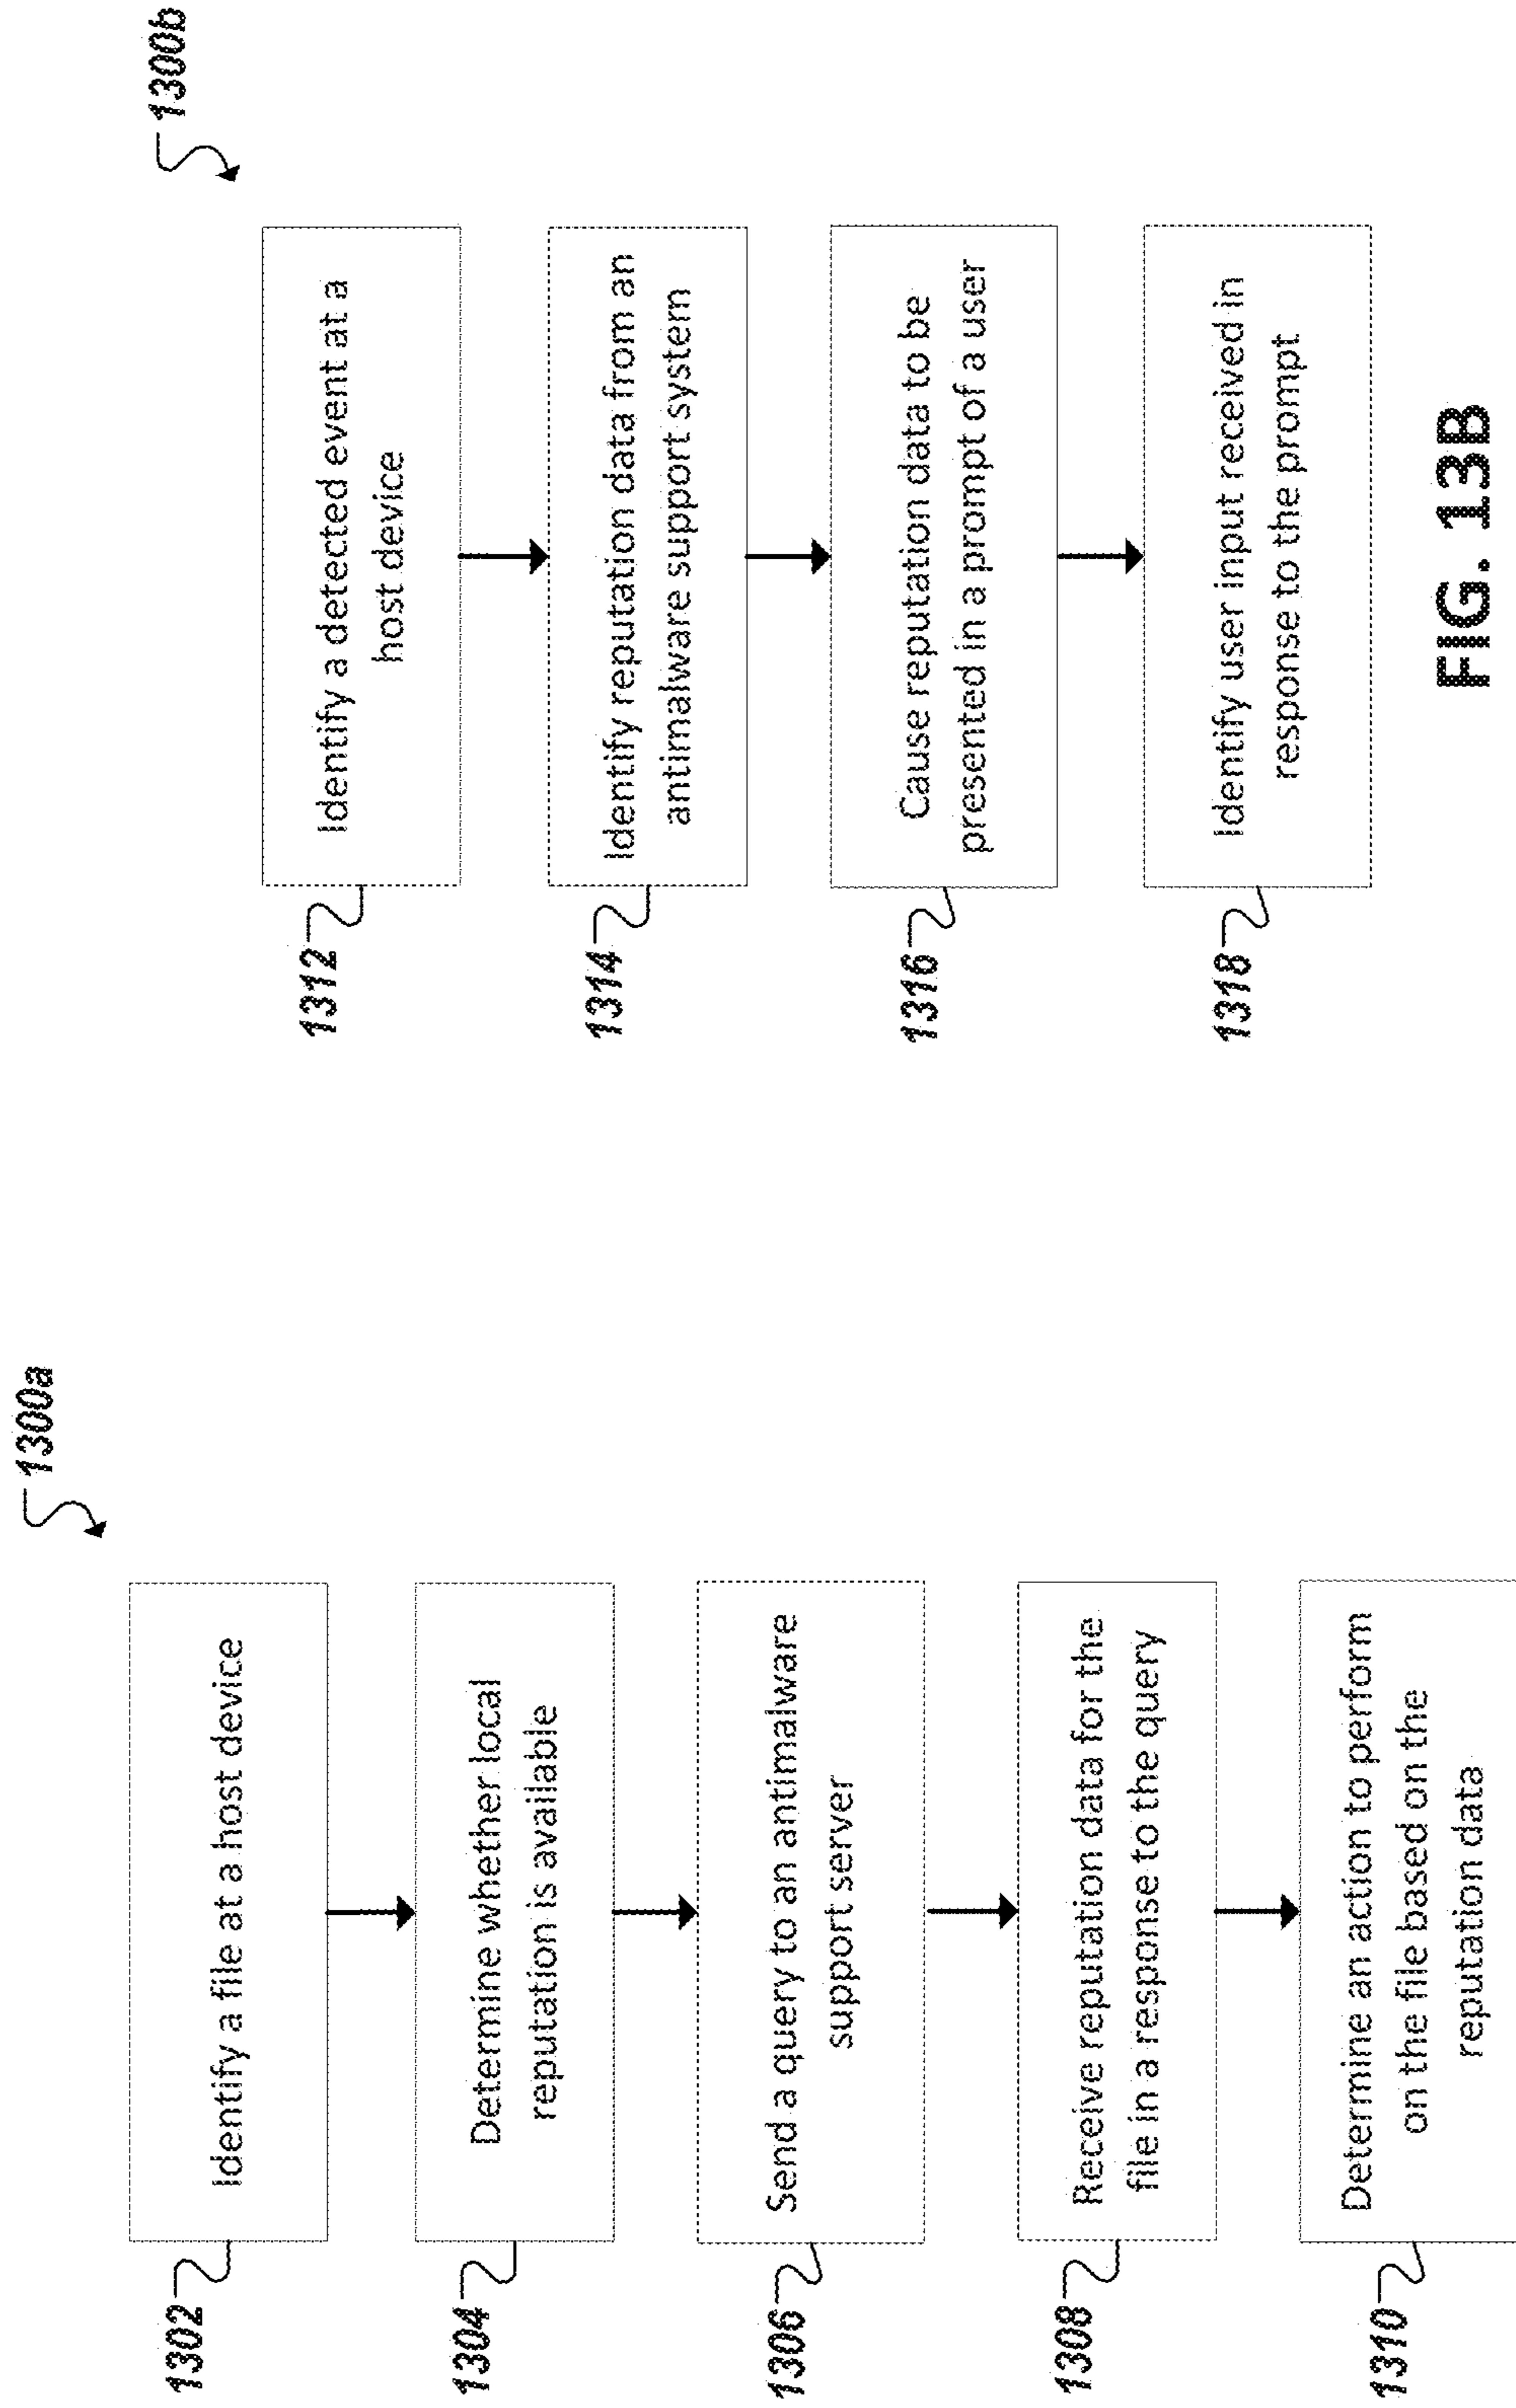 1300a
1302
Identify a file at a host device
1304
Determine whether local
reputation is available
1306
Send a query to an antimalware
support server
1308
Receive reputation data for the
file in a response to the query
1310
Determine an action to perform
on the file based on the
reputation data
1300b
1312
Identify a detected event at a
host device
1314
Identify reputation data from an
antimalware support system
1316
Cause reputation data to be
presented in a prompt of a user
1318
Identify user input received in
response to the prompt
FIG. 13B